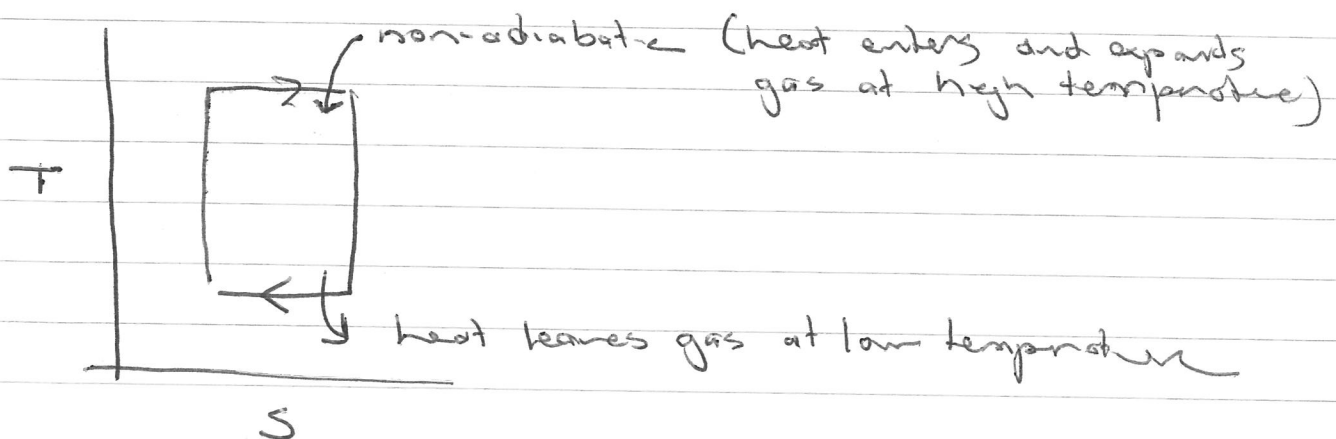 non-adiabatic (heat enters and expands
gas at high temperature)
T
heat leaves gas at low temperature
S